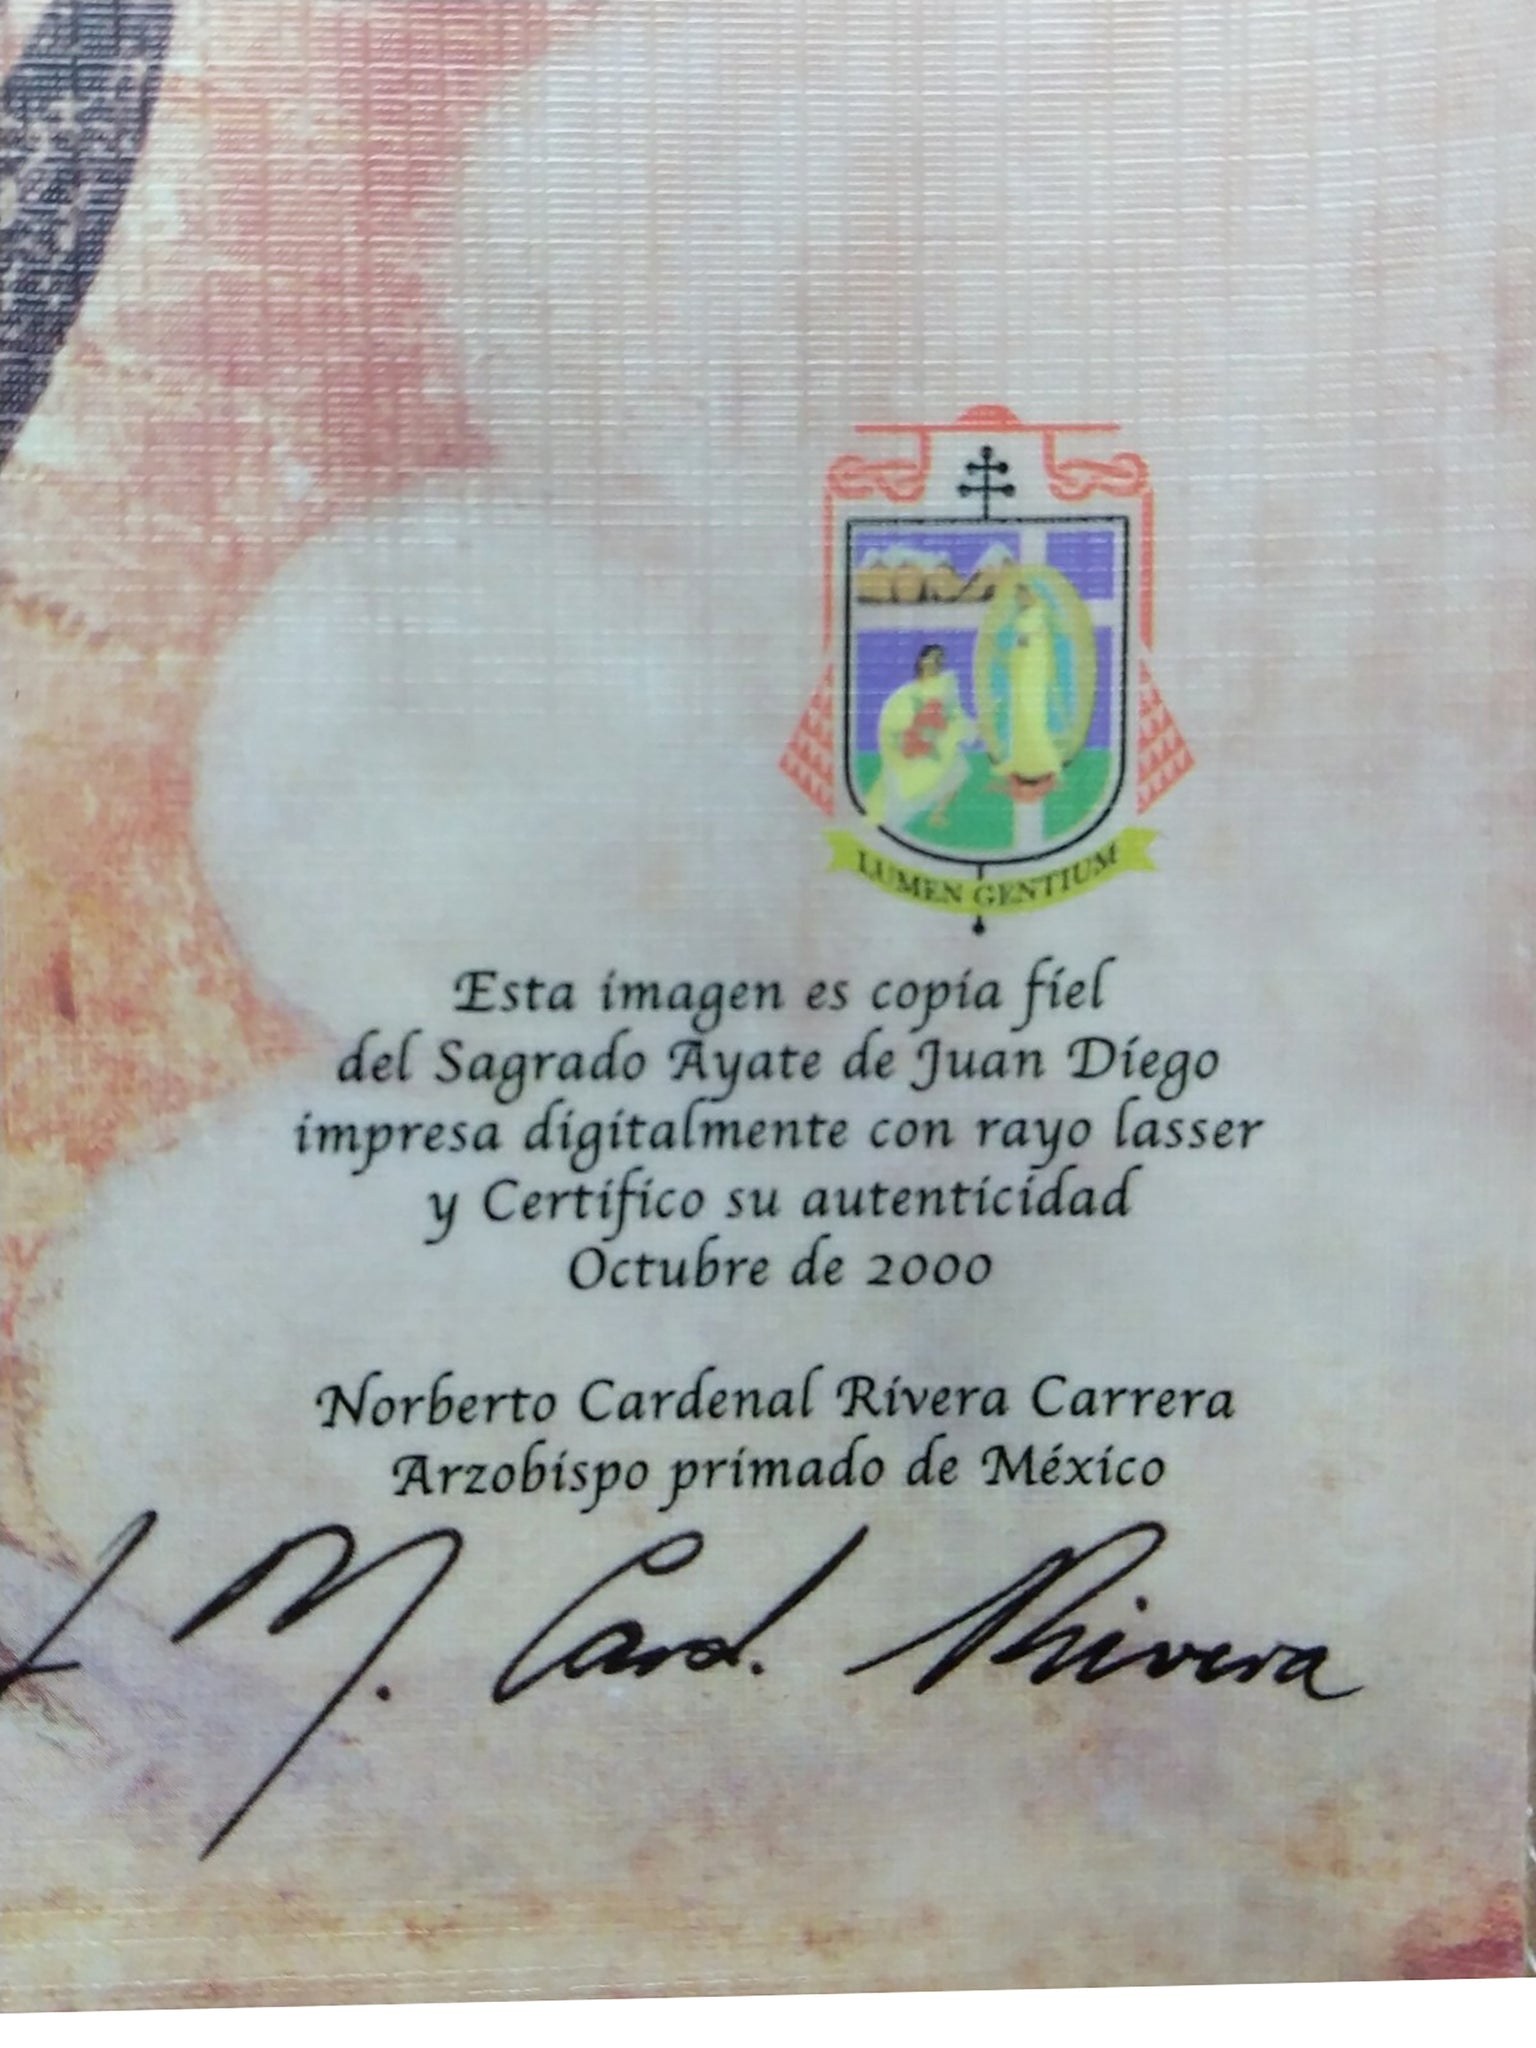 LUMEN GENTIUM
Esta imagen es copia fiel
del Sagrado Ayate de Juan Diego
impresa digitalmente con rayo lasser
y Certifico su autenticidad
Octubre de 2000
Norberto Cardenal Rivera Carrera
Arzobispo primado de México
+ M. Card. Rivera